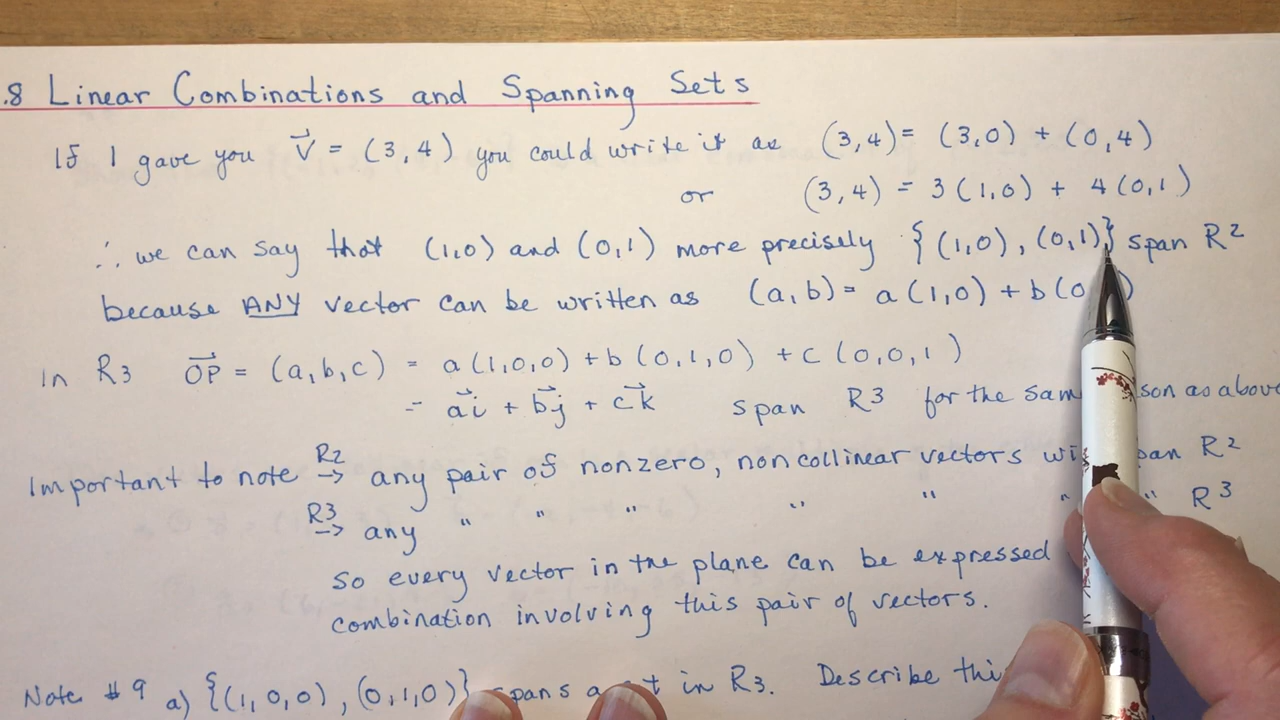 .8 Linear Combinations and Spanning Sets
If I gave you V⃗ = (3,4) you could write it as (3,4) = (3,0) + (0,4)
or (3,4) = 3(1,0) + 4(0,1)
∴ we can say that (1,0) and (0,1) more precisely {(1,0), (0,1)} span R2
because ANY vector can be written as (a,b) = a(1,0) + b(0 )
In R3 OP⃗ = (a,b,c) = a(1,0,0) + b(0,1,0) + c(0,0,1)
= ai⃗ + bj⃗ + ck⃗ span R3 for the same son as above
Important to note R2 → any pair of nonzero, noncollinear vectors wi pan R2
R3 → any " " " " " " " R3
so every vector in the plane can be expressed
combination involving this pair of vectors.
Note #9 a) {(1,0,0), (0,1,0)} spans a in R3. Describe this